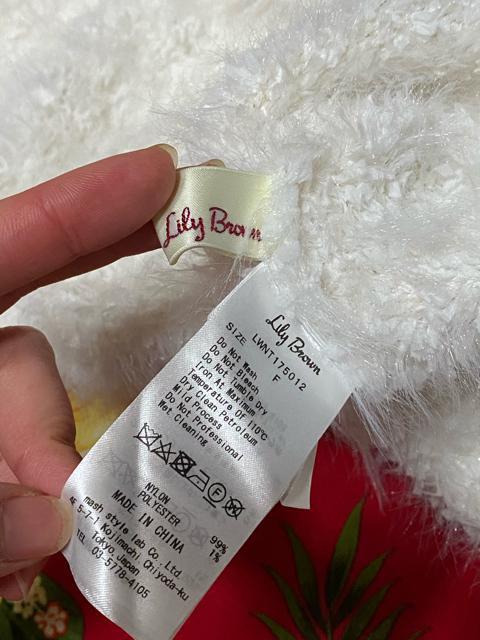 Lily Brown
Lily Brown
LWNT175012
SIZE F
Do Not Wash
Do Not Bleach
Do Not Tumble Dry
Iron At Maximum
Temperature Of 110℃
Dry Clean Petroleum
Mild Process
Do Not Professional
Wet Cleaning
NYLON 99%
POLYESTER 1%
MADE IN CHINA
mash style lab Co., Ltd.
5-7-1 Kojimachi Chiyoda-ku
Tokyo, Japan
TEL. 03-5778-4105